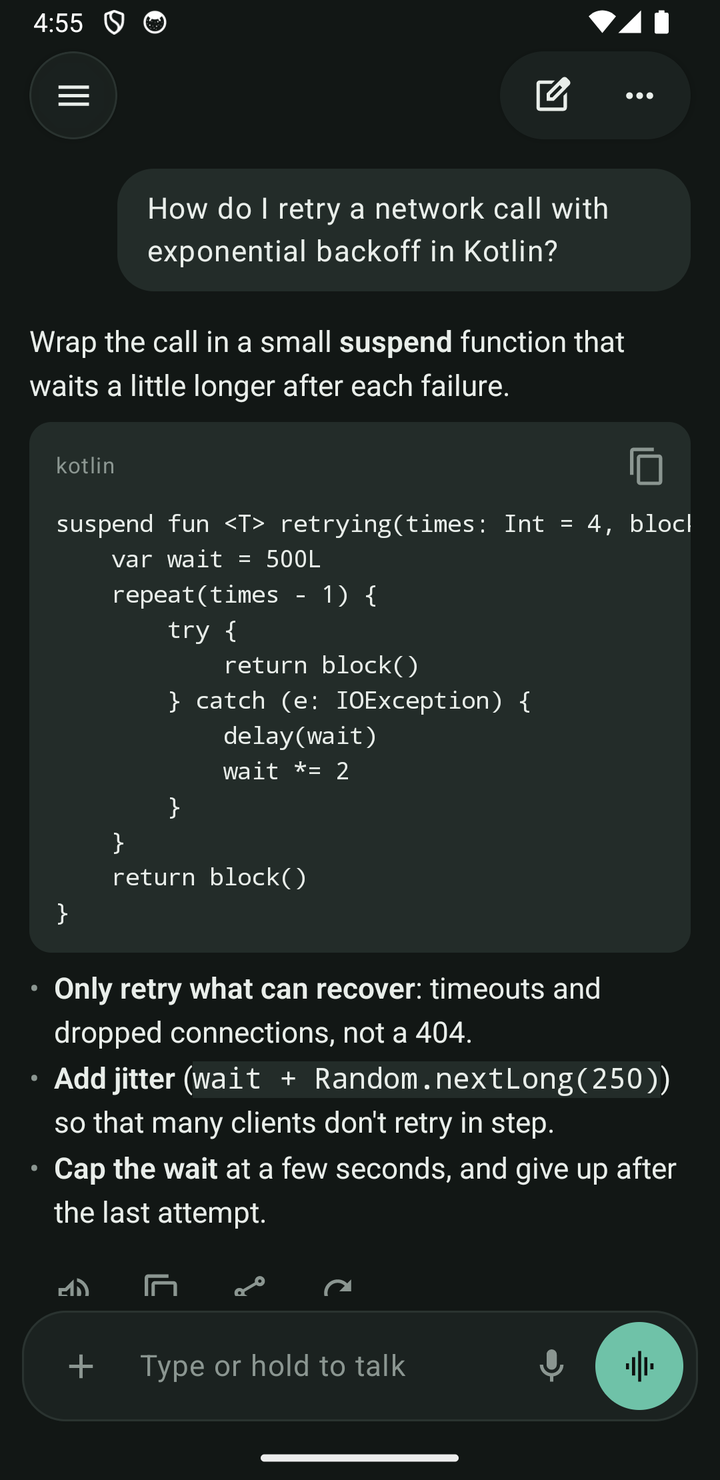 4:55
How do I retry a network call with
exponential backoff in Kotlin?
Wrap the call in a small suspend function that
waits a little longer after each failure.
kotlin
suspend fun <T> retrying(times: Int = 4, block
    var wait = 500L
    repeat(times - 1) {
        try {
            return block()
        } catch (e: IOException) {
            delay(wait)
            wait *= 2
        }
    }
    return block()
}
• Only retry what can recover: timeouts and
dropped connections, not a 404.
• Add jitter (wait + Random.nextLong(250))
so that many clients don't retry in step.
• Cap the wait at a few seconds, and give up after
the last attempt.
Type or hold to talk